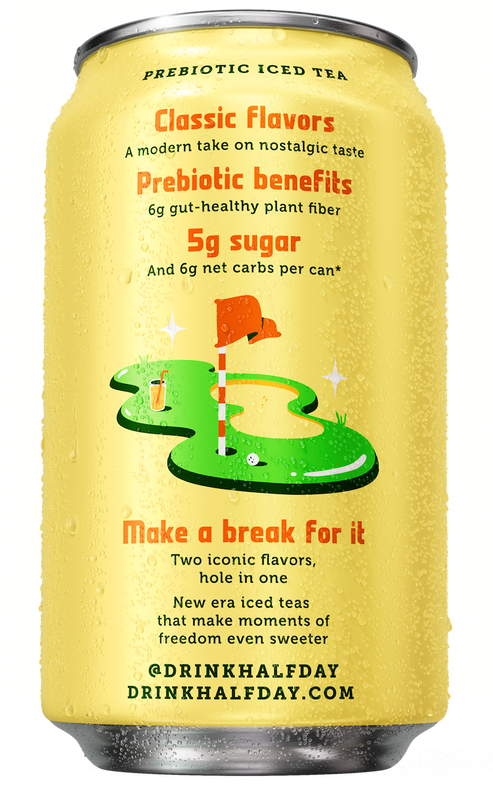 PREBIOTIC ICED TEA
Classic flavors
A modern take on nostalgic taste
Prebiotic benefits
6g gut-healthy plant fiber
5g sugar
And 6g net carbs per can*
Make a break for it
Two iconic flavors,
hole in one
New era iced teas
that make moments of
freedom even sweeter
@DRINKHALFDAY
DRINKHALFDAY.COM